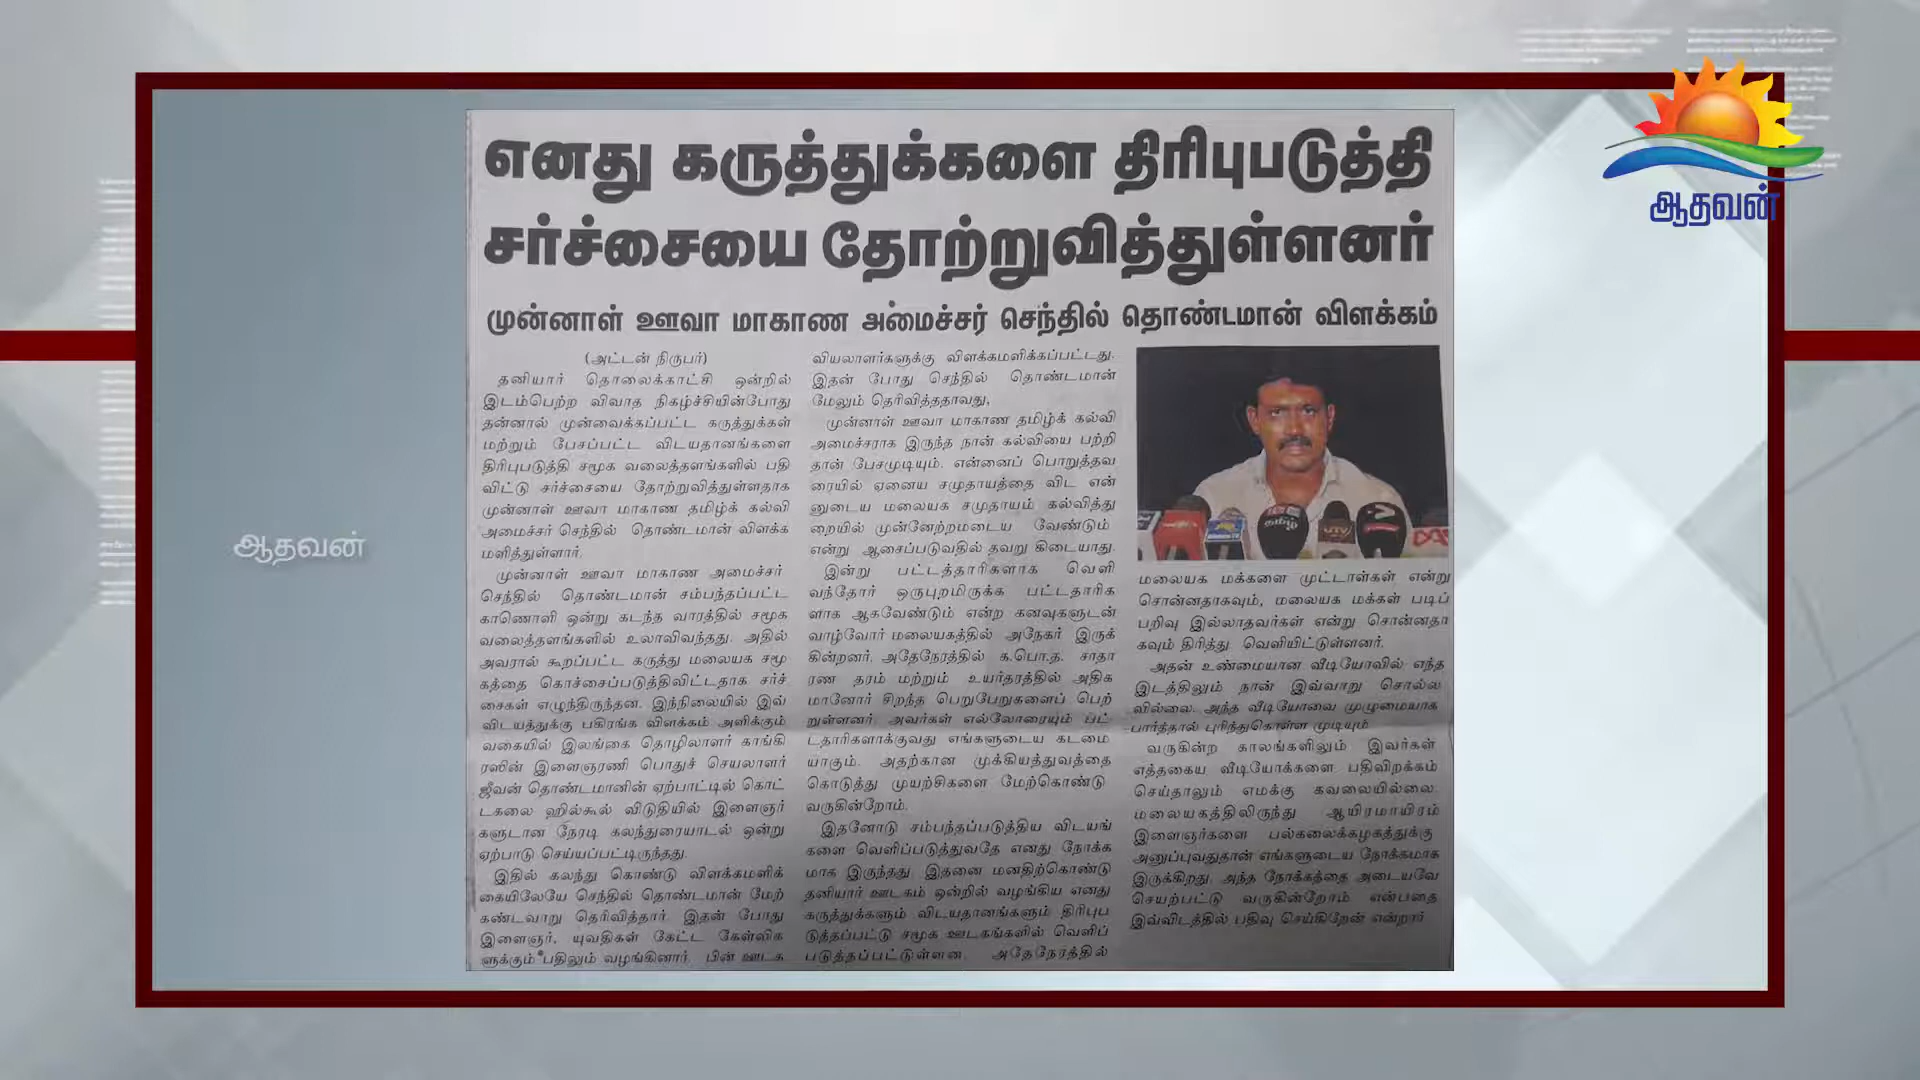 ஆதவன்
எனது கருத்துக்களை திரிபுபடுத்தி
சர்ச்சையை தோற்றுவித்துள்ளனர்
முன்னாள் ஊவா மாகாண அமைச்சர் செந்தில் தொண்டமான் விளக்கம்
(அட்டன் நிருபர்)
தனியார் தொலைக்காட்சி ஒன்றில்
இடம்பெற்ற விவாத நிகழ்ச்சியின்போது
தன்னால் முன்வைக்கப்பட்ட கருத்துக்கள்
மற்றும் பேசப்பட்ட விடயதானங்களை
திரிபுபடுத்தி சமூக வலைத்தளங்களில் பதி
விட்டு சர்ச்சையை தோற்றுவித்துள்ளதாக
முன்னாள் ஊவா மாகாண தமிழ்க் கல்வி
அமைச்சர் செந்தில் தொண்டமான் விளக்க
மளித்துள்ளார்.
முன்னாள் ஊவா மாகாண அமைச்சர்
செந்தில் தொண்டமான் சம்பந்தப்பட்ட
காணொளி ஒன்று கடந்த வாரத்தில் சமூக
வலைத்தளங்களில் உலாவிவந்தது. அதில்
அவரால் கூறப்பட்ட கருத்து மலையக சமூ
கத்தை கொச்சைப்படுத்திவிட்டதாக சர்ச்
சைகள் எழுந்திருந்தன. இந்நிலையில் இவ்
விடயத்துக்கு பகிரங்க விளக்கம் அளிக்கும்
வகையில் இலங்கை தொழிலாளர் காங்கி
ரஸின் இளைஞரணி பொதுச் செயலாளர்
ஜீவன் தொண்டமானின் ஏற்பாட்டில் கொட்
டகலை ஹில்கூல் விடுதியில் இளைஞர்
களுடான நேரடி கலந்துரையாடல் ஒன்று
ஏற்பாடு செய்யப்பட்டிருந்தது.
இதில் கலந்து கொண்டு விளக்கமளிக்
கையிலேயே செந்தில் தொண்டமான் மேற்
கண்டவாறு தெரிவித்தார். இதன் போது
இளைஞர், யுவதிகள் கேட்ட கேள்விக
ளுக்கும் பதிலும் வழங்கினார். பின் ஊடக
வியலாளர்களுக்கு விளக்கமளிக்கப்பட்டது.
இதன் போது செந்தில் தொண்டமான்
மேலும் தெரிவித்ததாவது,
முன்னாள் ஊவா மாகாண தமிழ்க் கல்வி
அமைச்சராக இருந்த நான் கல்வியை பற்றி
தான் பேசமுடியும். என்னைப் பொறுத்தவ
ரையில் ஏனைய சமுதாயத்தை விட என்
னுடைய மலையக சமுதாயம் கல்வித்து
றையில் முன்னேற்றமடைய வேண்டும்
என்று ஆசைப்படுவதில் தவறு கிடையாது.
இன்று பட்டத்தாரிகளாக வெளி
வந்தோர் ஒருபுறமிருக்க பட்டதாரிக
ளாக ஆகவேண்டும் என்ற கனவுகளுடன்
வாழ்வோர் மலையகத்தில் அநேகர் இருக்
கின்றனர். அதேநேரத்தில் க.பொ.த. சாதா
ரண தரம் மற்றும் உயர்தரத்தில் அதிக
மானோர் சிறந்த பெறுபேறுகளைப் பெற்
றுள்ளனர். அவர்கள் எல்லோரையும் பட்
டதாரிகளாக்குவது எங்களுடைய கடமை
யாகும். அதற்கான முக்கியத்துவத்தை
கொடுத்து முயற்சிகளை மேற்கொண்டு
வருகின்றோம்.
இதனோடு சம்பந்தப்படுத்திய விடயங்
களை வெளிப்படுத்துவதே எனது நோக்க
மாக இருந்தது இதனை மனதிற்கொண்டு
தனியார் ஊடகம் ஒன்றில் வழங்கிய எனது
கருத்துக்களும் விடயதானங்களும் திரிபுப
டுத்தப்பட்டு சமூக ஊடகங்களில் வெளிப்
படுத்தப்பட்டுள்ளன. அதேநேரத்தில்
தமிழ்
UTV
மலையக மக்களை முட்டாள்கள் என்று
சொன்னதாகவும், மலையக மக்கள் படிப்
பறிவு இல்லாதவர்கள் என்று சொன்னதா
கவும் திரித்து வெளியிட்டுள்ளனர்.
அதன் உண்மையான வீடியோவில் எந்த
இடத்திலும் நான் இவ்வாறு சொல்ல
வில்லை. அந்த வீடியோவை முழுமையாக
பார்த்தால் புரிந்துகொள்ள முடியும்
வருகின்ற காலங்களிலும் இவர்கள்
எத்தகைய வீடியோக்களை பதிவிறக்கம்
செய்தாலும் எமக்கு கவலையில்லை.
மலையகத்திலிருந்து ஆயிரமாயிரம்
இளைஞர்களை பல்கலைக்கழகத்துக்கு
அனுப்புவதுதான் எங்களுடைய நோக்கமாக
இருக்கிறது. அந்த நோக்கத்தை அடையவே
செயற்பட்டு வருகின்றோம் என்பதை
இவ்விடத்தில் பதிவு செய்கிறேன் என்றார்
ஆதவன்